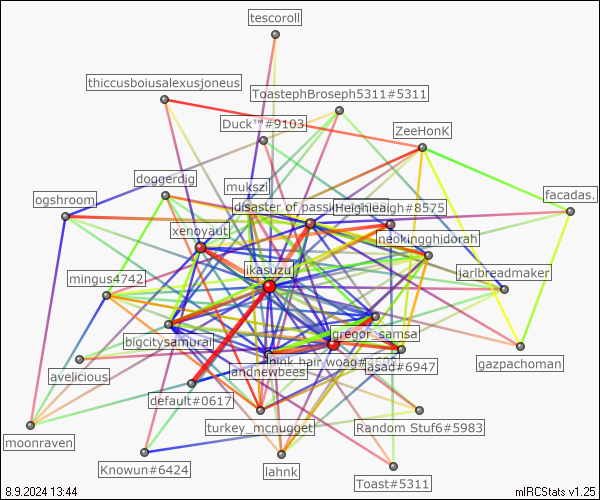 tescoroll
thiccusboiusalexusjoneus
ToastephBroseph5311#5311
Duck™#9103
ZeeHonK
doggerdig
mukszi
facadas.
ogshroom
disaster of passi
Heighleaigh#8575
xenoyaut
neokingghidorah
ikasuzu
mingus4742
jarlbreadmaker
bigcitysamurai
gregor_samsa
pink hair woag#
jasad#6947
gazpachoman
avelicious
andnewbees
default#0617
turkey_mcnugget
Random Stuf6#5983
moonraven
Knowun#6424
lahnk
Toast#5311
8.9.2024 13:44
mIRCStats v1.25